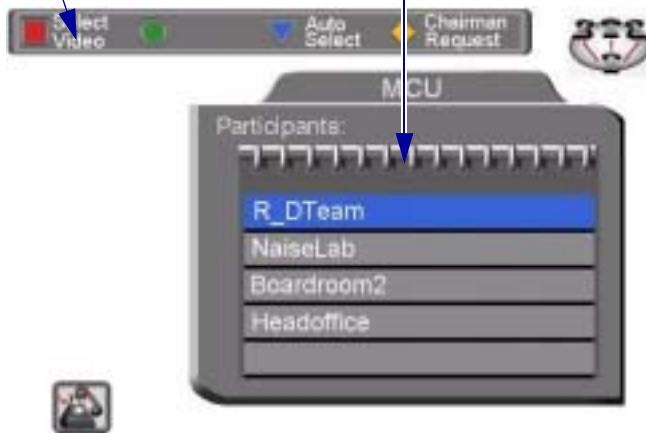 Select
Video
Auto
Select
Chairman
Request
MCU
Participants:
R_DTeam
NaiseLab
Boardroom2
Headoffice